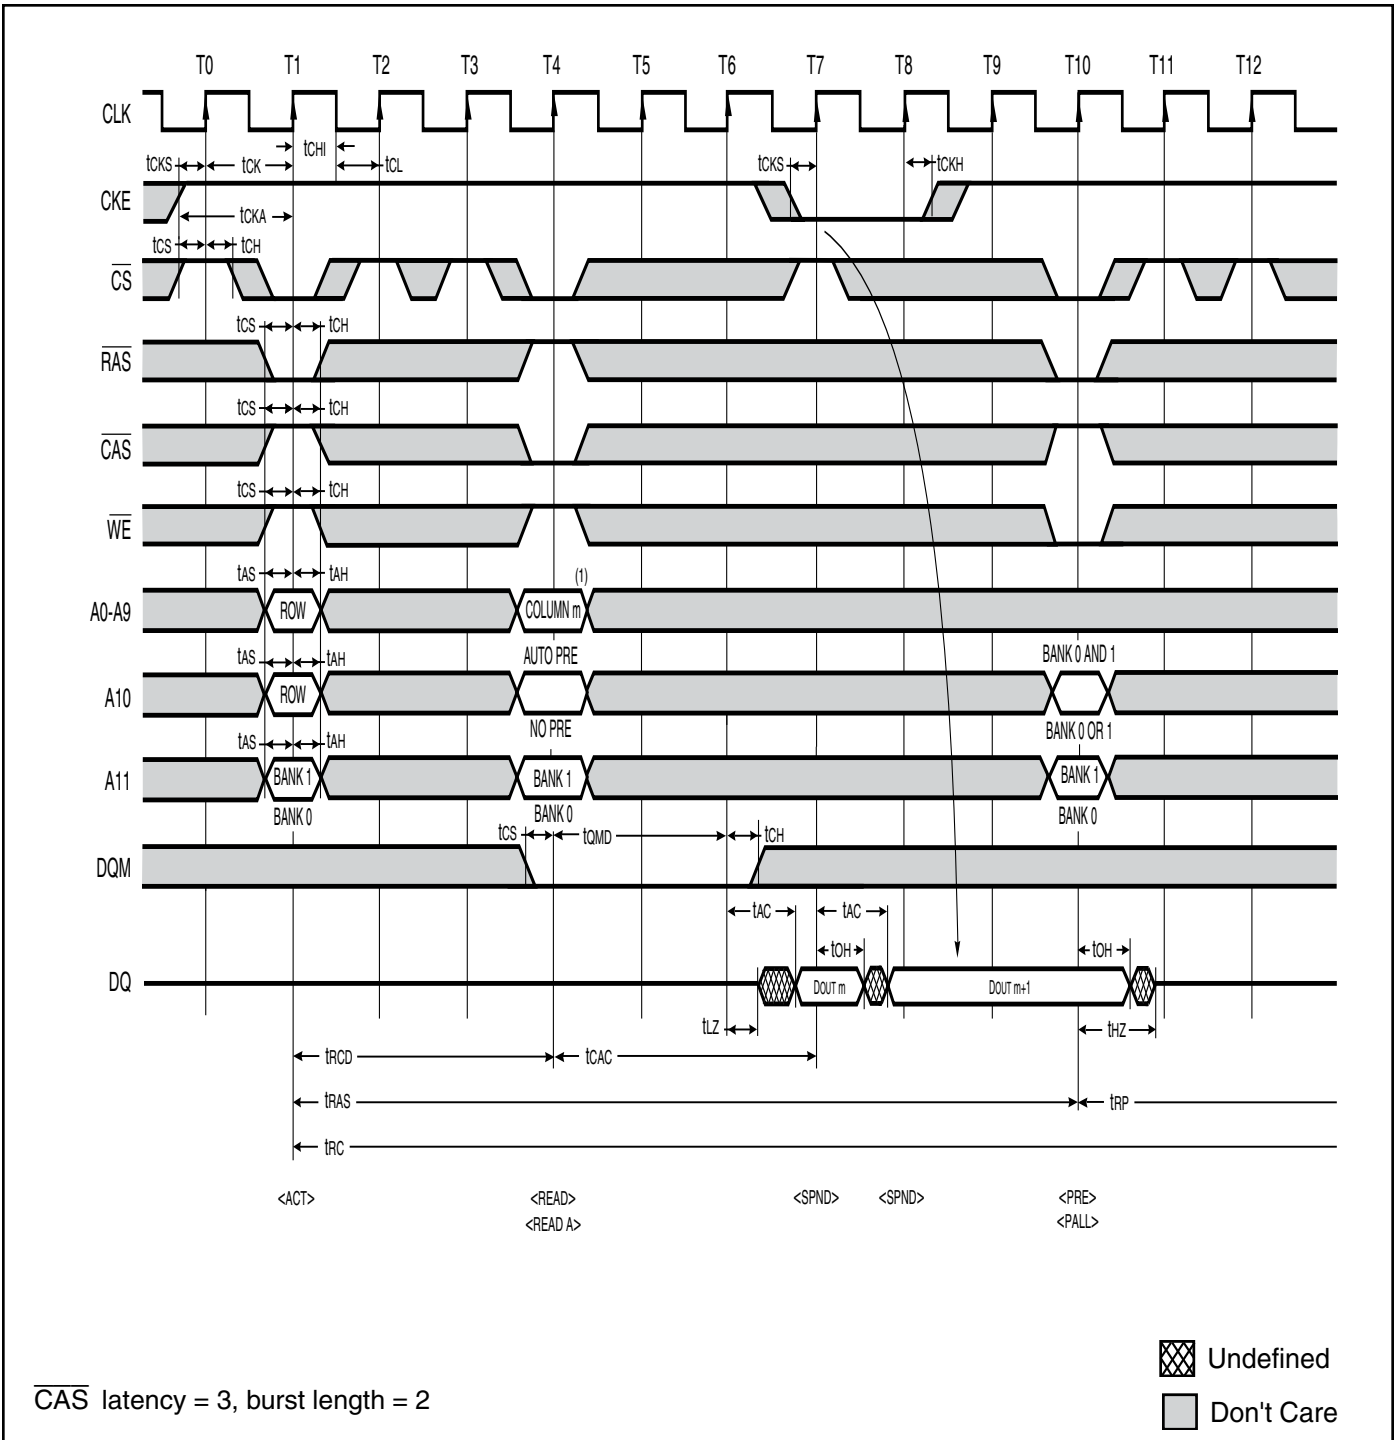 T0 T1 T2 T3 T4 T5 T6 T7 T8 T9 T10 T11 T12
CLK
tCHI
tCKS tCK tCL tCKS tCKH
CKE
tCKA
tCS tCH
CS
tCS tCH
RAS
tCS tCH
CAS
tCS tCH
WE
tAS tAH (1)
A0-A9 ROW COLUMN m
tAS tAH AUTO PRE BANK 0 AND 1
A10 ROW
NO PRE BANK 0 OR 1
tAS tAH
A11 BANK 1 BANK 1 BANK 1
BANK 0 BANK 0 BANK 0
tCS tQMD tCH
DQM
tAC tAC
tOH tOH
DQ DOUT m DOUT m+1
tLZ tHZ
tRCD tCAC
tRAS tRP
tRC
<ACT> <READ> <SPND> <SPND> <PRE>
<READ A> <PALL>
Undefined
CAS latency = 3, burst length = 2
Don't Care